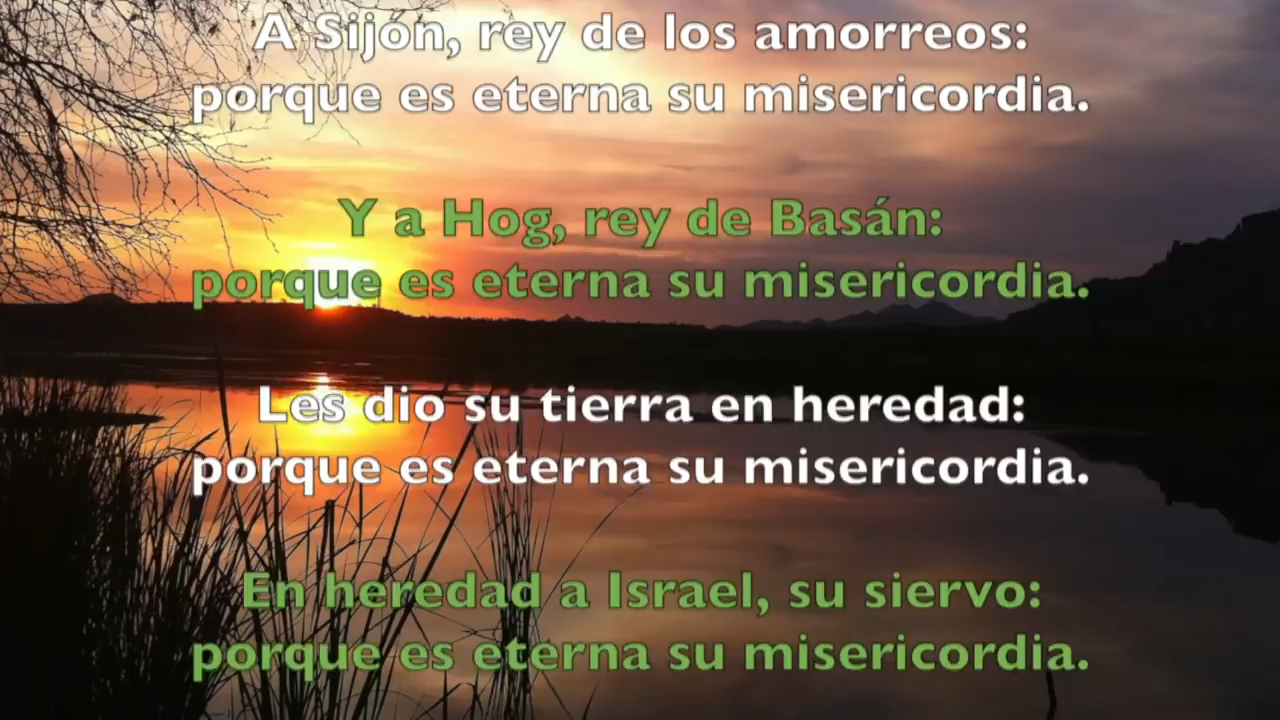 A Sijón, rey de los amorreos:
porque es eterna su misericordia.
Y a Hog, rey de Basán:
porque es eterna su misericordia.
Les dio su tierra en heredad:
porque es eterna su misericordia.
En heredad a Israel, su siervo:
porque es eterna su misericordia.